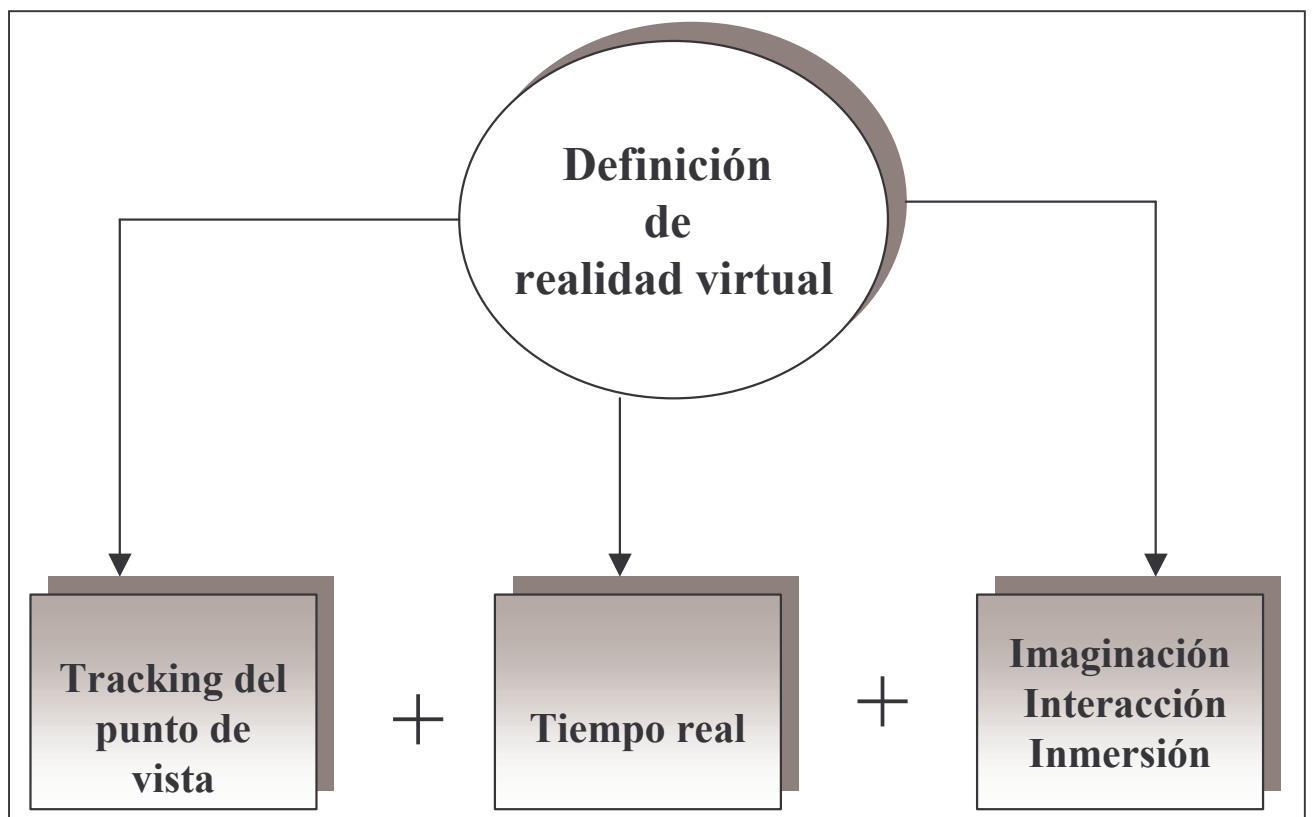 Definición
de
realidad virtual
Tracking del
punto de
vista
+
Tiempo real
+
Imaginación
Interacción
Inmersión